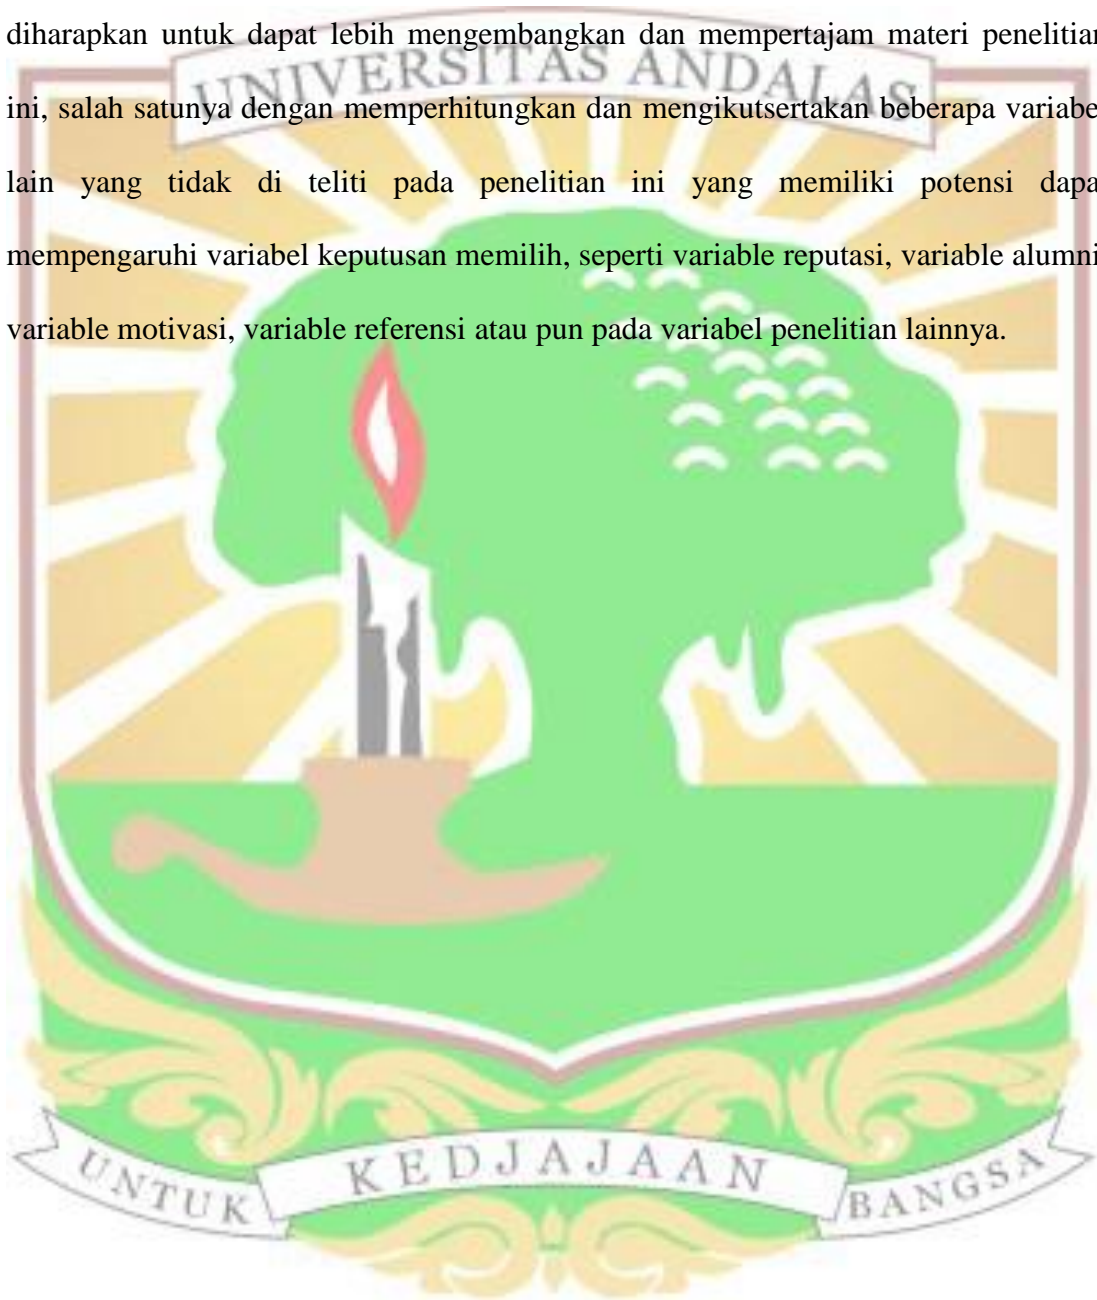 diharapkan untuk dapat lebih mengembangkan dan mempertajam materi penelitian
UNIVERSITAS ANDALAS
ini, salah satunya dengan memperhitungkan dan mengikutsertakan beberapa variabe
lain yang tidak di teliti pada penelitian ini yang memiliki potensi dapa
mempengaruhi variabel keputusan memilih, seperti variable reputasi, variable alumni
variable motivasi, variable referensi atau pun pada variabel penelitian lainnya.
UNTUK KEDJAJAAN BANGSA